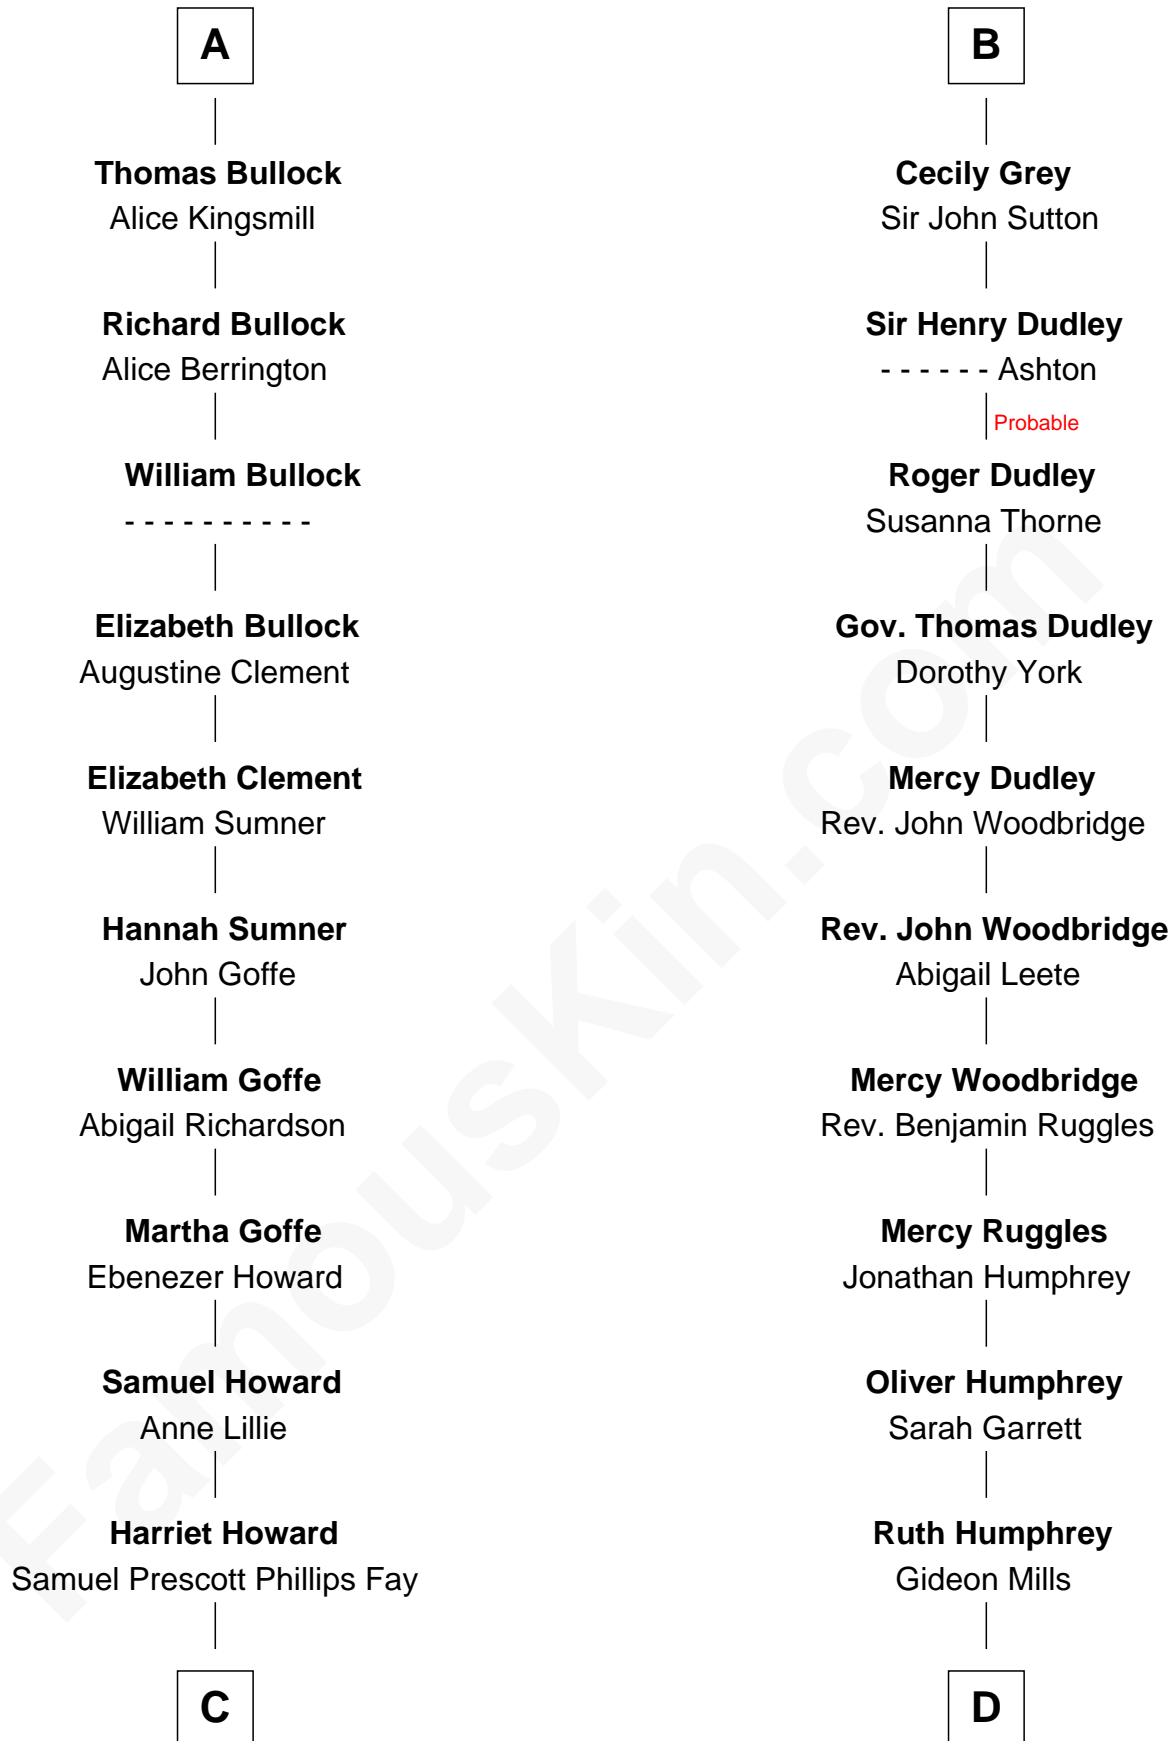 A
Thomas Bullock
Alice Kingsmill
Richard Bullock
Alice Berrington
William Bullock
- - - - - - - - - -
Elizabeth Bullock
Augustine Clement
Elizabeth Clement
William Sumner
Hannah Sumner
John Goffe
William Goffe
Abigail Richardson
Martha Goffe
Ebenezer Howard
Samuel Howard
Anne Lillie
Harriet Howard
Samuel Prescott Phillips Fay
C
B
Cecily Grey
Sir John Sutton
Sir Henry Dudley
- - - - - - Ashton
Probable
Roger Dudley
Susanna Thorne
Gov. Thomas Dudley
Dorothy York
Mercy Dudley
Rev. John Woodbridge
Rev. John Woodbridge
Abigail Leete
Mercy Woodbridge
Rev. Benjamin Ruggles
Mercy Ruggles
Jonathan Humphrey
Oliver Humphrey
Sarah Garrett
Ruth Humphrey
Gideon Mills
D
FamousKin.com